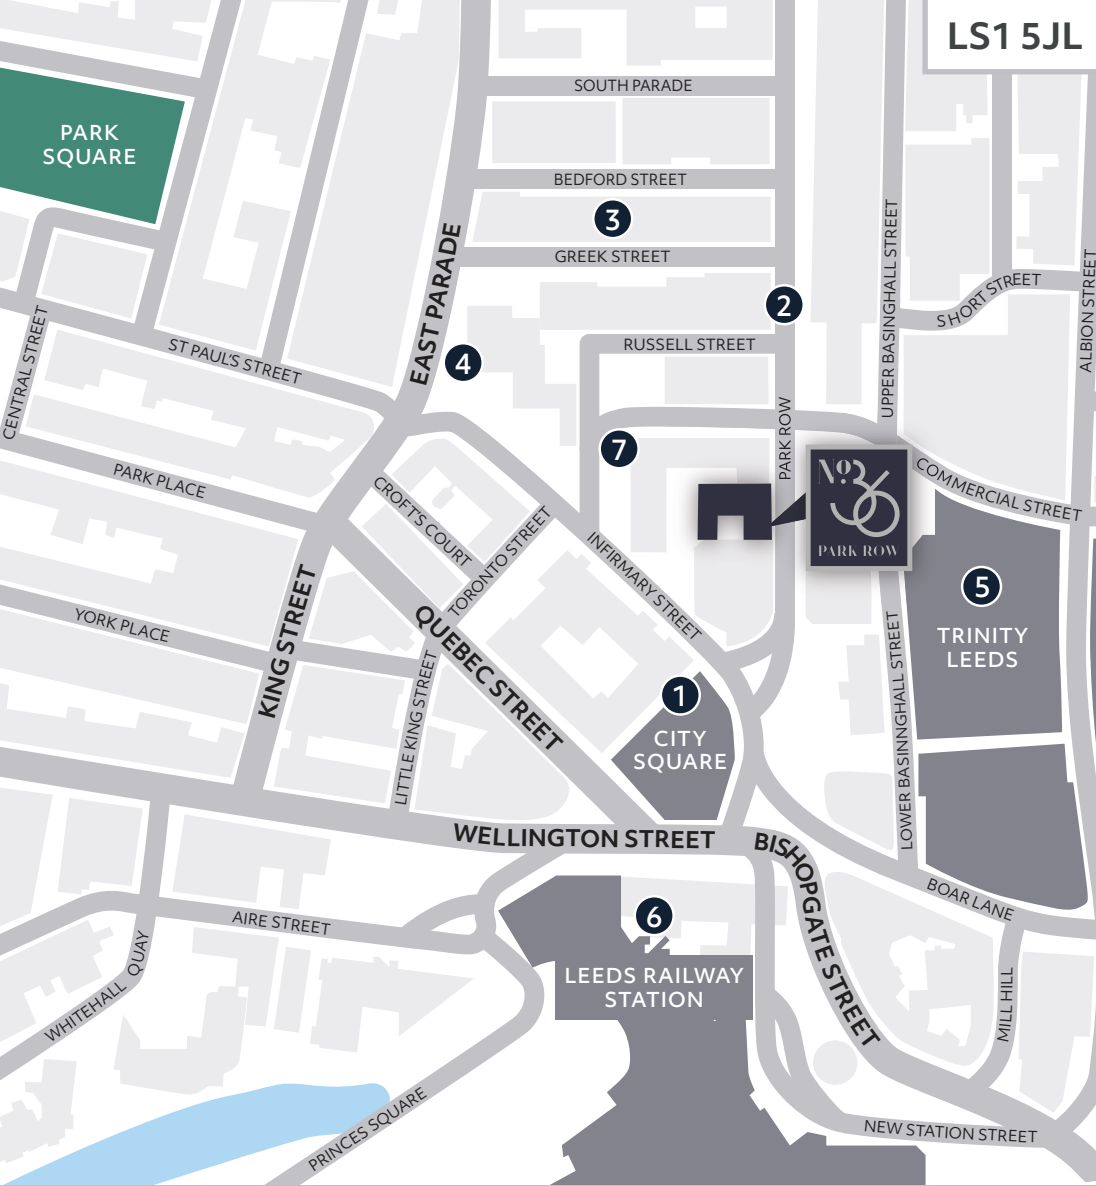 LS1 5JL
SOUTH PARADE
PARK
SQUARE
BEDFORD STREET
3
GREEK STREET
EAST PARADE
UPPER BASINGHALL STREET
SHORT STREET
ALBION STREET
2
CENTRAL STREET
ST PAUL'S STREET
4
RUSSELL STREET
PARK ROW
7
No. 36
PARK ROW
COMMERCIAL STREET
PARK PLACE
CROFTS COURT
TORONTO STREET
INFIRMARY STREET
5
TRINITY
LEEDS
YORK PLACE
KING STREET
QUEBEC STREET
LITTLE KING STREET
1
CITY
SQUARE
LOWER BASINNGHALL STREET
WELLINGTON STREET
BISHOPGATE STREET
BOAR LANE
AIRE STREET
6
LEEDS RAILWAY
STATION
WHITEHALL QUAY
MILL HILL
PRINCES SQUARE
NEW STATION STREET